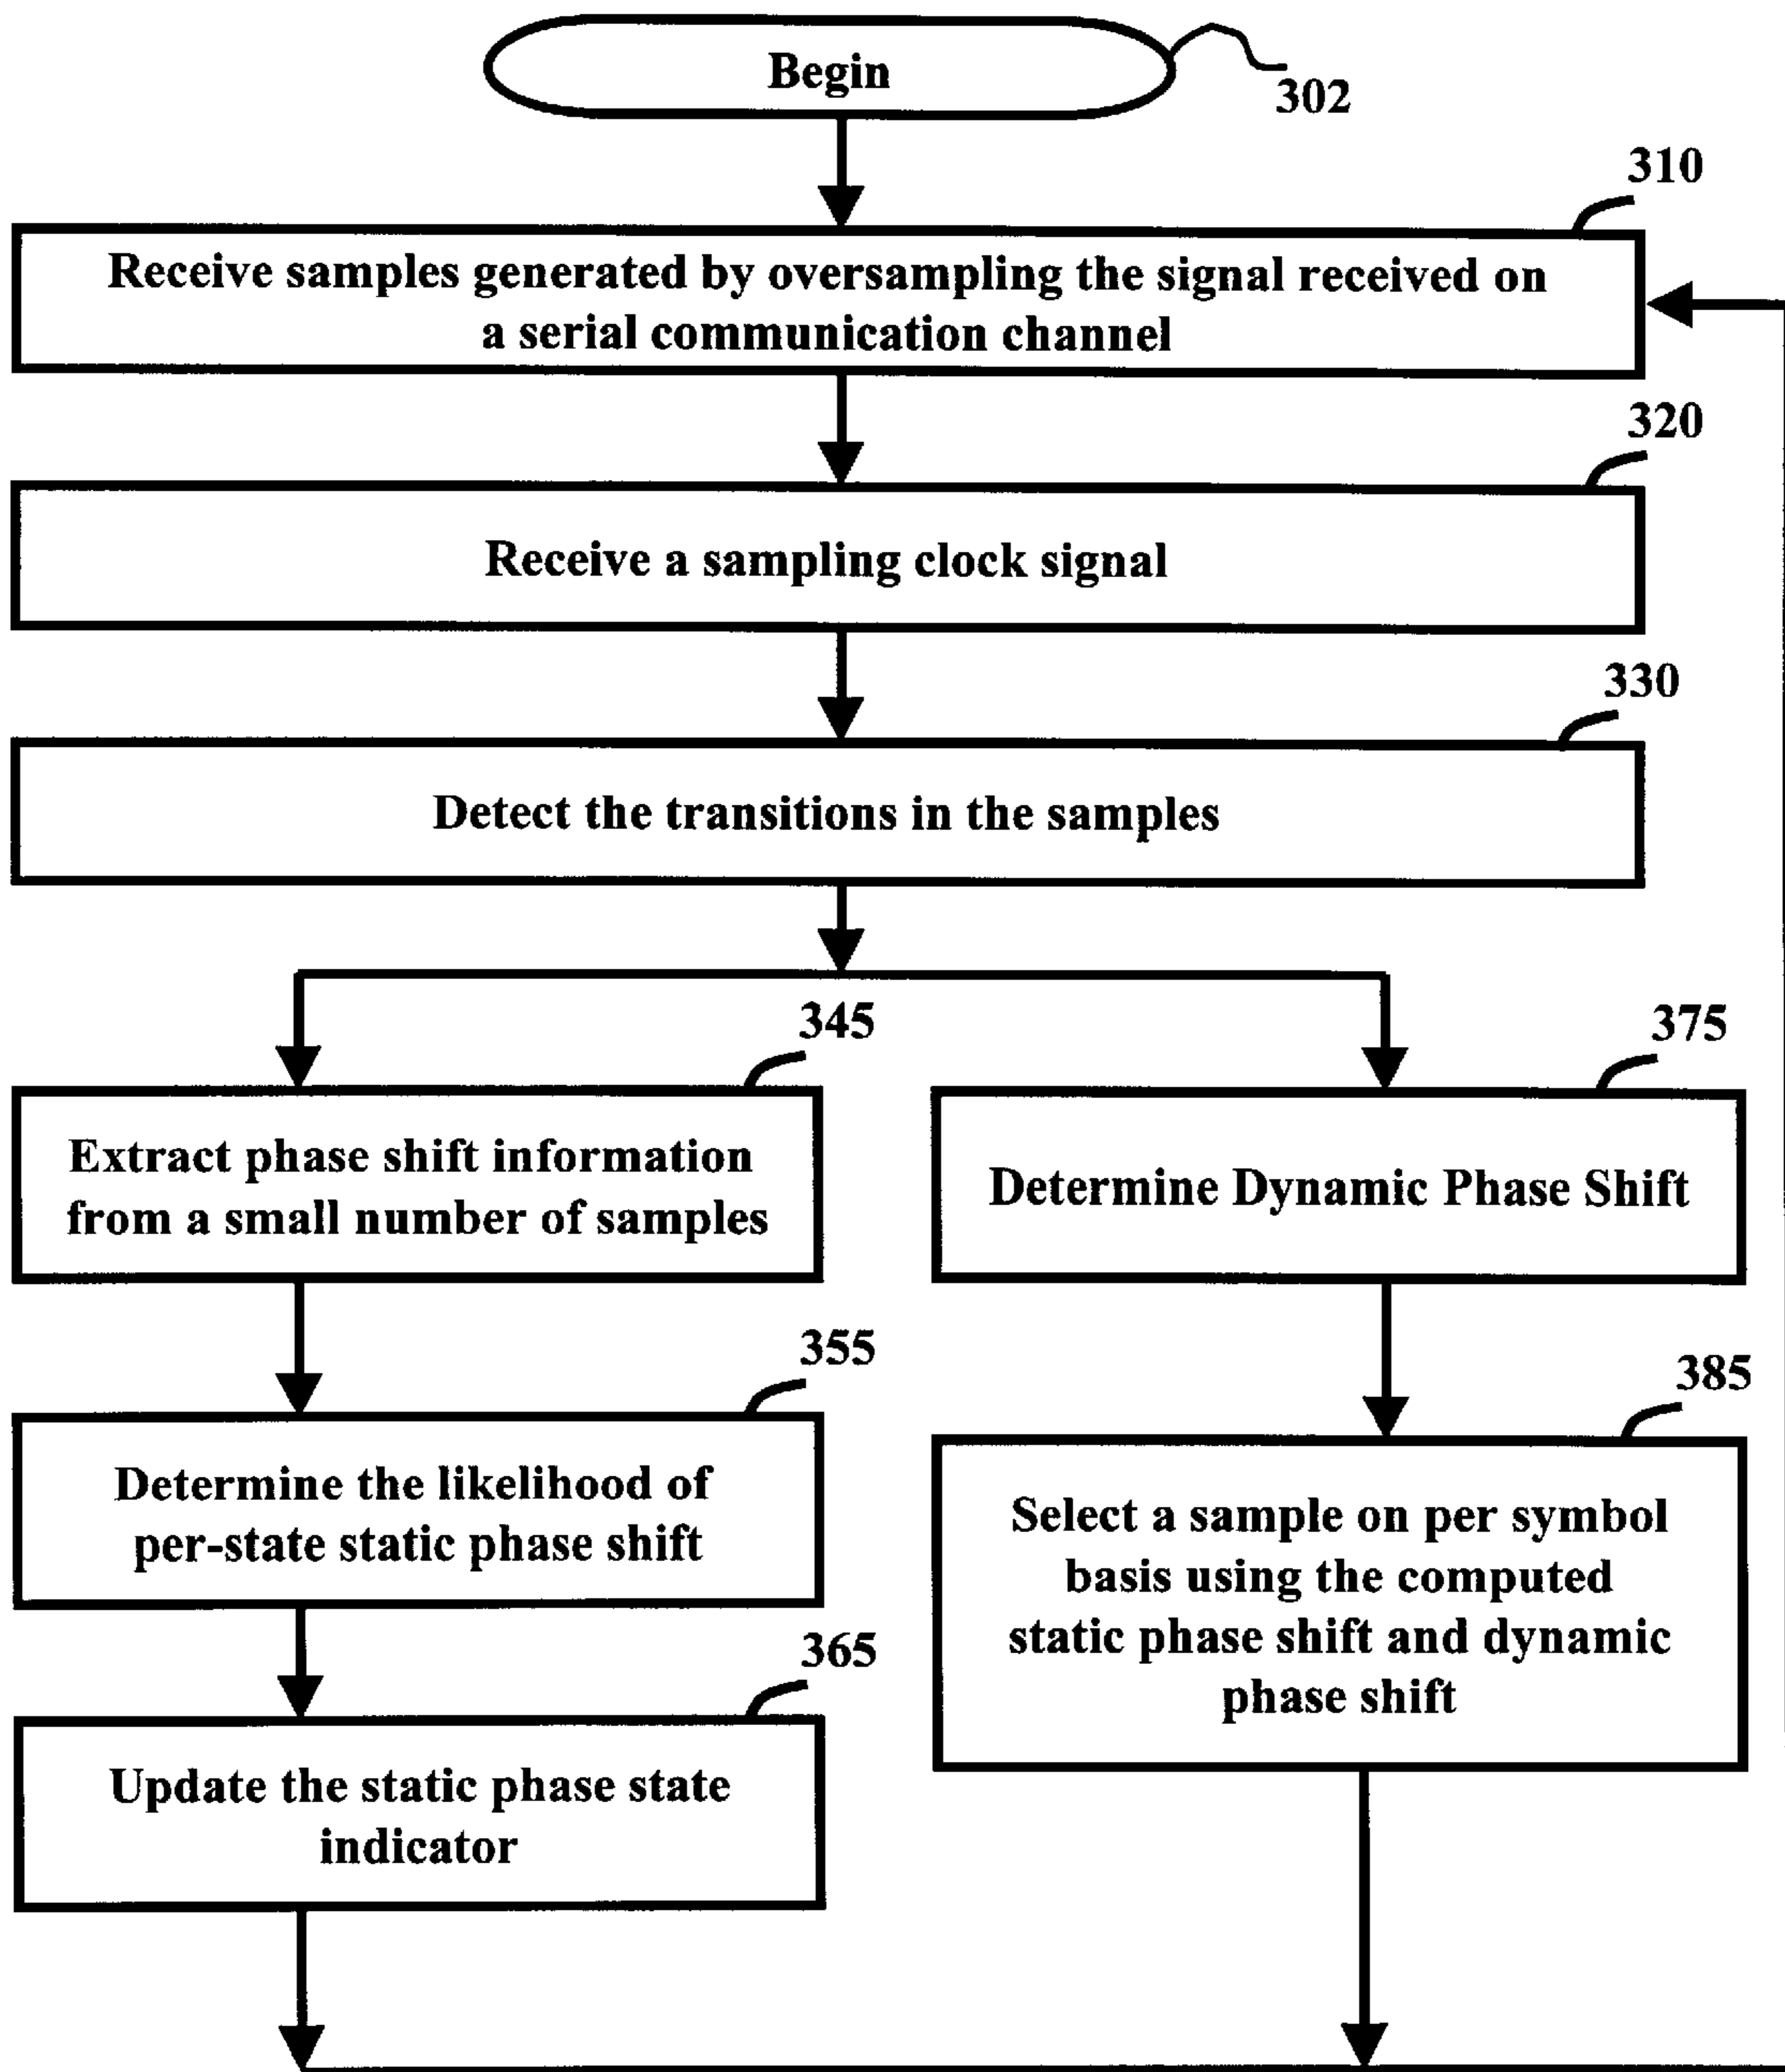 Begin
302
310
Receive samples generated by oversampling the signal received on
a serial communication channel
320
Receive a sampling clock signal
330
Detect the transitions in the samples
345
Extract phase shift information
from a small number of samples
355
Determine the likelihood of
per-state static phase shift
365
Update the static phase state
indicator
375
Determine Dynamic Phase Shift
385
Select a sample on per symbol
basis using the computed
static phase shift and dynamic
phase shift